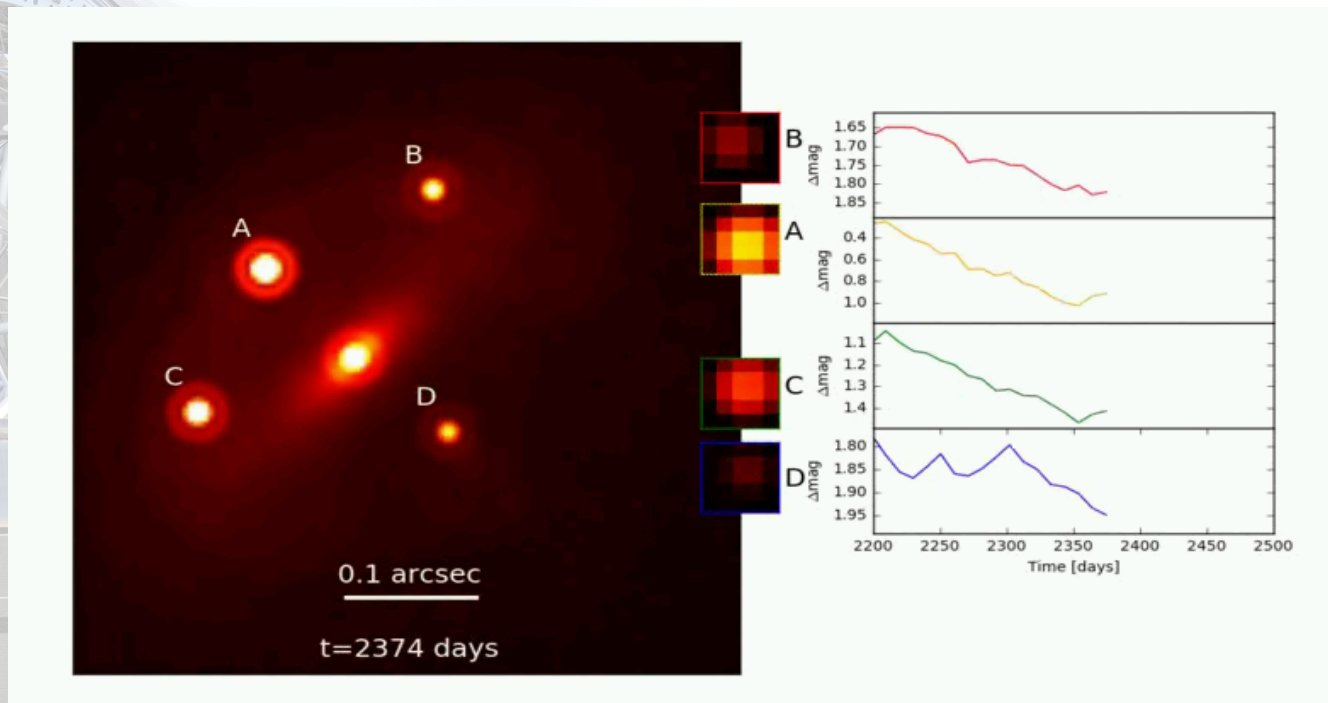 B
A
C
D
0.1 arcsec
t=2374 days
B
A
C
D
Δmag
1.65
1.70
1.75
1.80
1.85
Δmag
0.4
0.6
0.8
1.0
Δmag
1.1
1.2
1.3
1.4
Δmag
1.80
1.85
1.90
1.95
2200 2250 2300 2350 2400 2450 2500
Time [days]